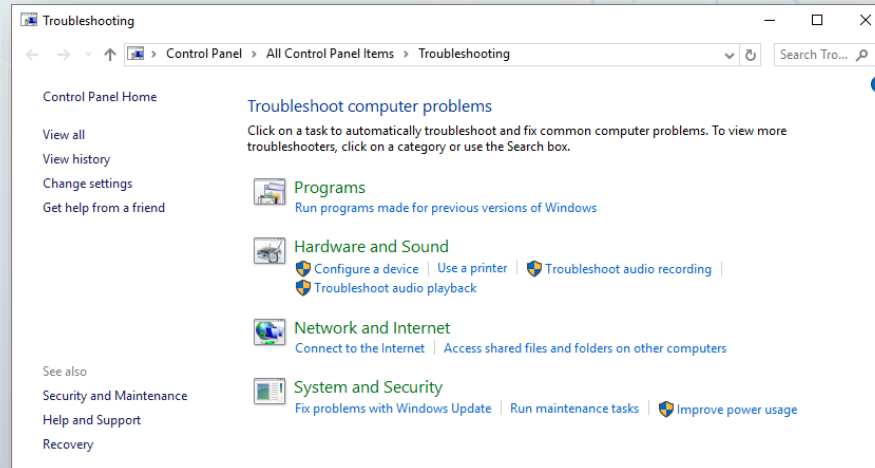 Troubleshooting
Control Panel > All Control Panel Items > Troubleshooting
Search Tro...
Control Panel Home
View all
View history
Change settings
Get help from a friend
Troubleshoot computer problems
Click on a task to automatically troubleshoot and fix common computer problems. To view more
troubleshooters, click on a category or use the Search box.
Programs
Run programs made for previous versions of Windows
Hardware and Sound
Configure a device | Use a printer | Troubleshoot audio recording |
Troubleshoot audio playback
Network and Internet
Connect to the Internet | Access shared files and folders on other computers
System and Security
Fix problems with Windows Update | Run maintenance tasks | Improve power usage
See also
Security and Maintenance
Help and Support
Recovery